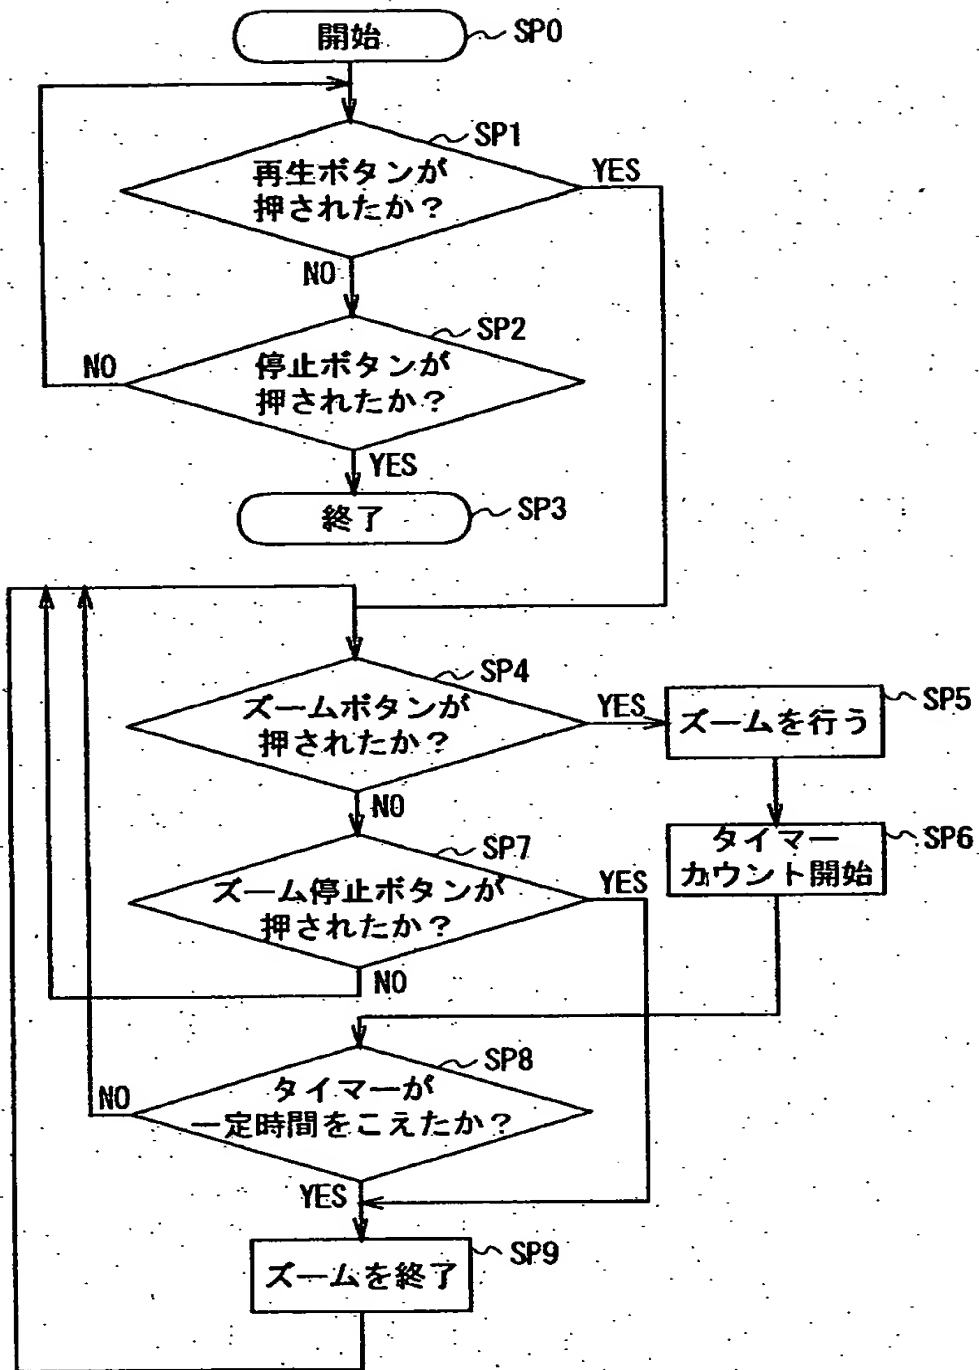 開始
SP0
SP1
再生ボタンが
押されたか？
YES
NO
SP2
停止ボタンが
押されたか？
NO
YES
終了
SP3
SP4
ズームボタンが
押されたか？
YES
SP5
ズームを行う
NO
SP6
タイマー
カウント開始
SP7
ズーム停止ボタンが
押されたか？
YES
NO
SP8
タイマーが
一定時間をこえたか？
NO
YES
SP9
ズームを終了